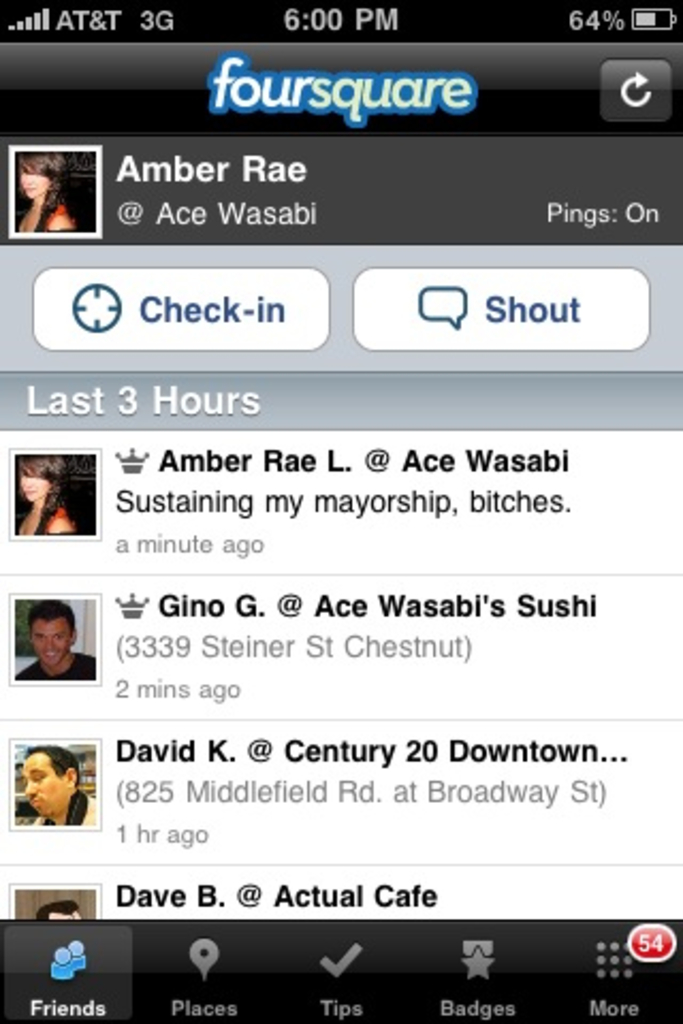 AT&T 3G 6:00 PM 64%
foursquare
Amber Rae
@ Ace Wasabi
Pings: On
Check-in
Shout
Last 3 Hours
Amber Rae L. @ Ace Wasabi
Sustaining my mayorship, bitches.
a minute ago
Gino G. @ Ace Wasabi's Sushi
(3339 Steiner St Chestnut)
2 mins ago
David K. @ Century 20 Downtown...
(825 Middlefield Rd. at Broadway St)
1 hr ago
Dave B. @ Actual Cafe
54
Friends Places Tips Badges More